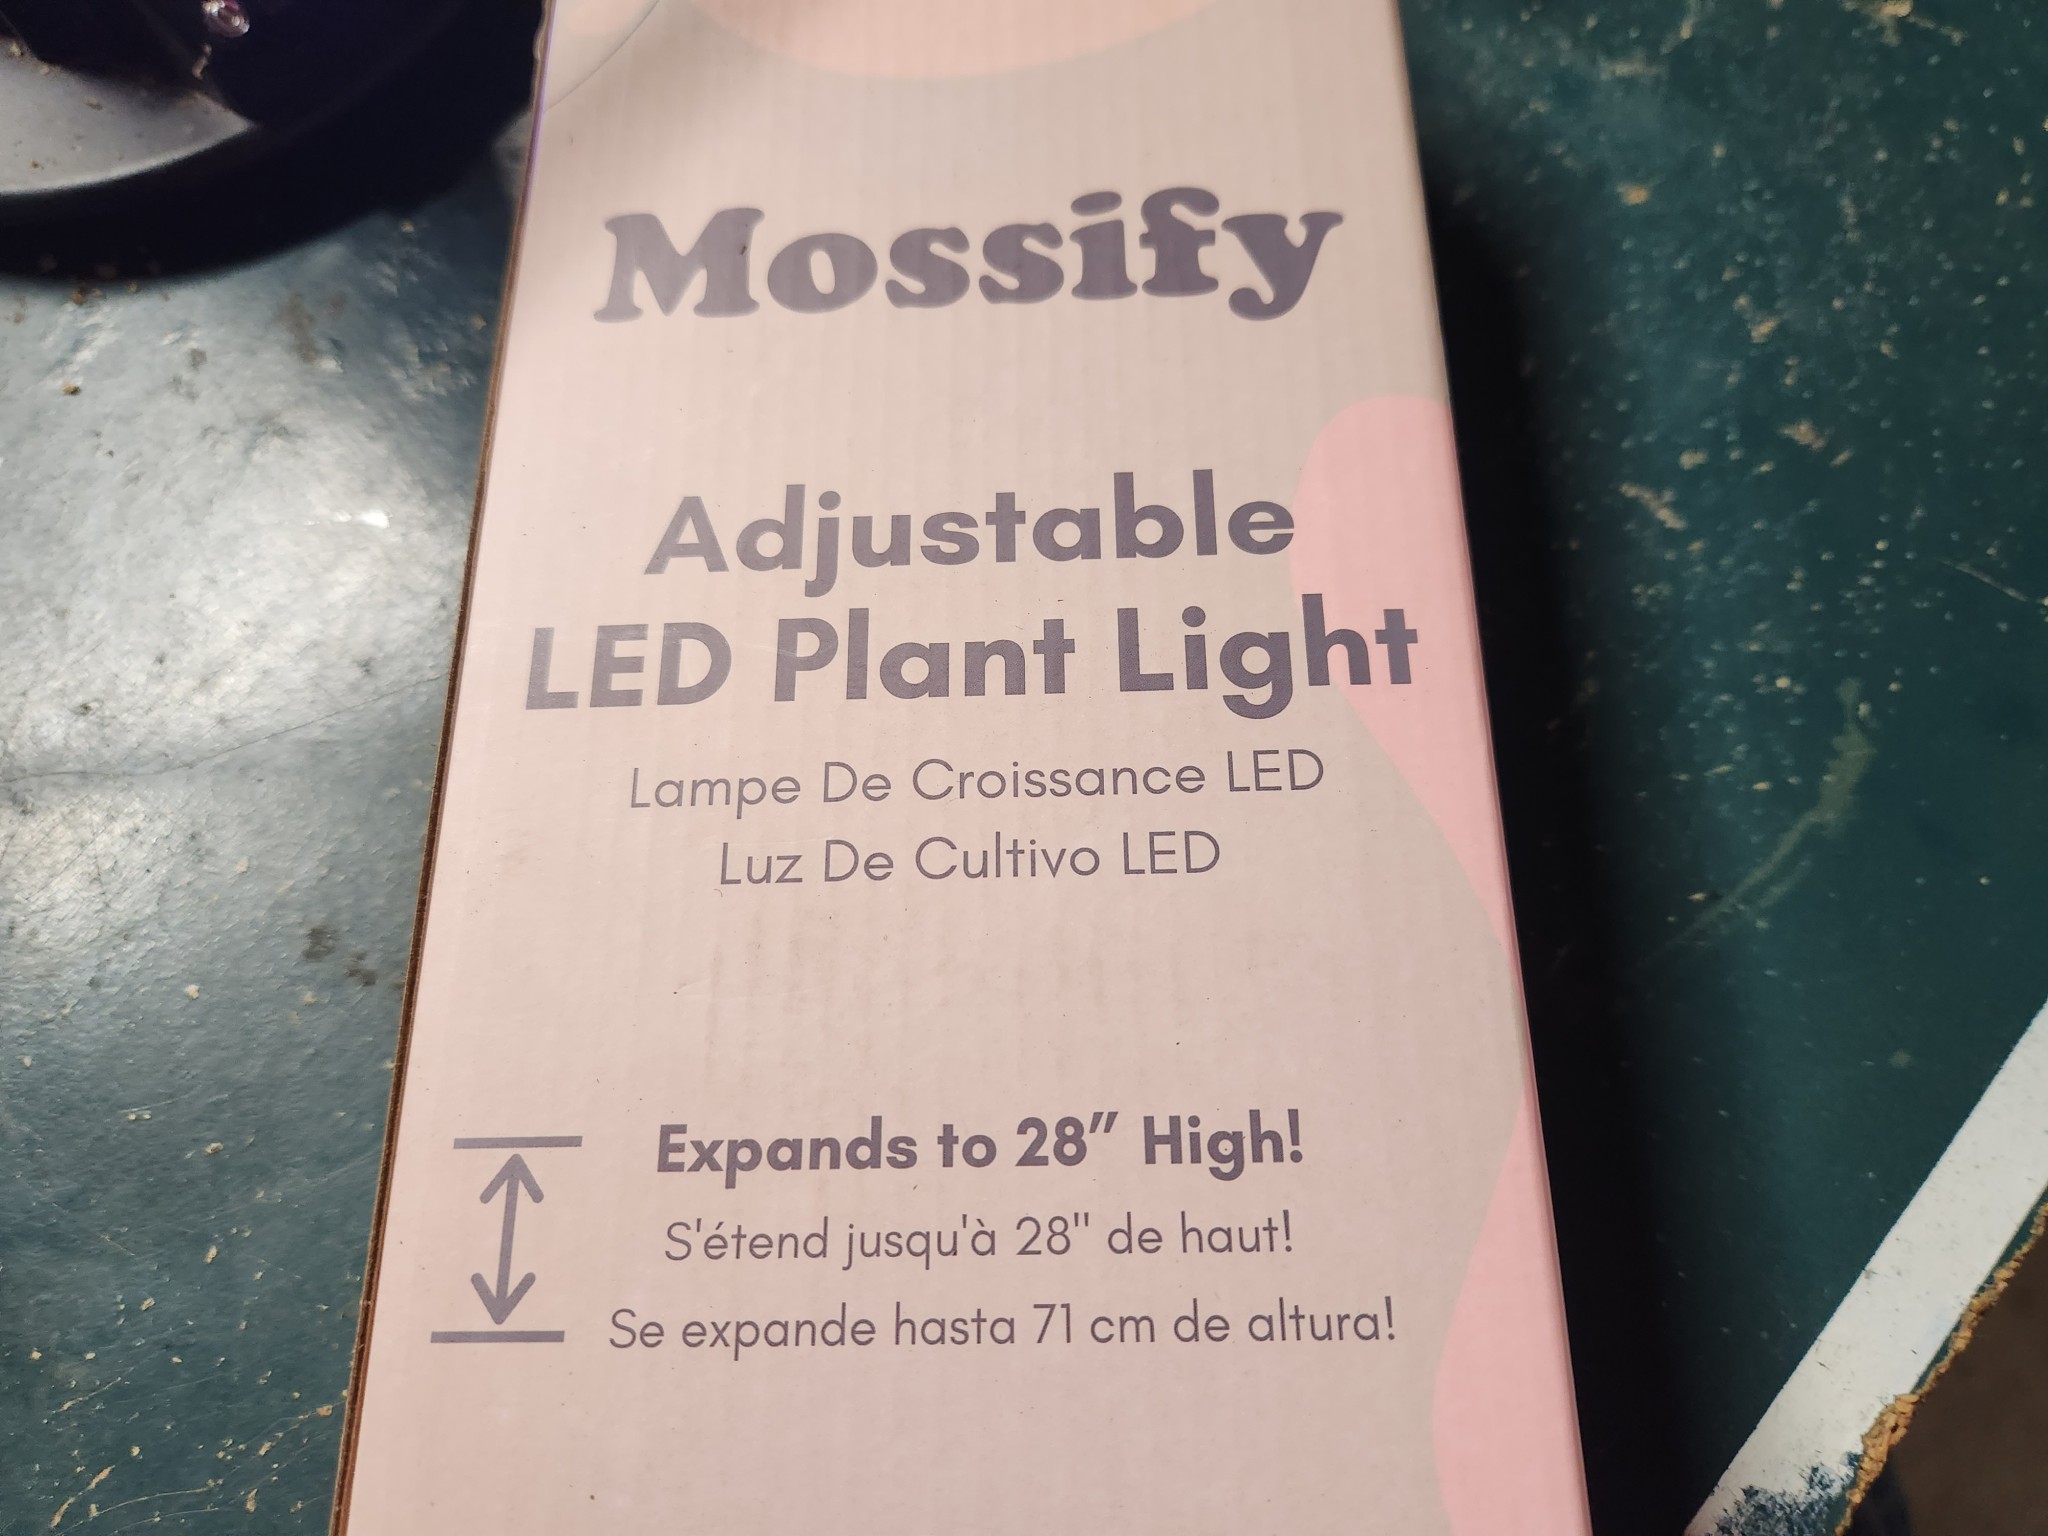 Mossify
Adjustable
LED Plant Light
Lampe De Croissance LED
Luz De Cultivo LED
Expands to 28” High!
S'étend jusqu'à 28" de haut!
Se expande hasta 71 cm de altura!